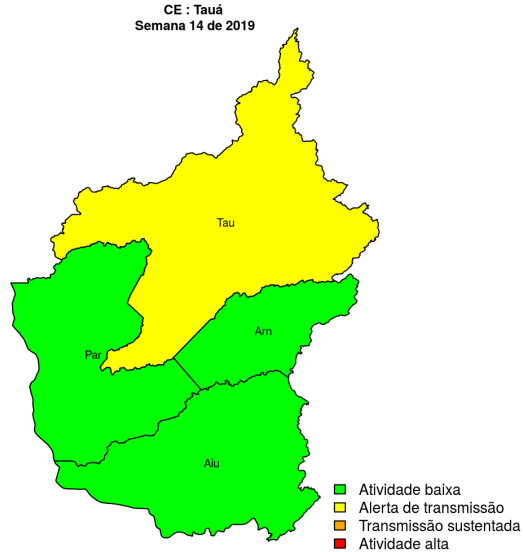 CE : Tauá
Semana 14 de 2019
Tau
Arn
Par
Aiu
Atividade baixa
Alerta de transmissão
Transmissão sustentada
Atividade alta